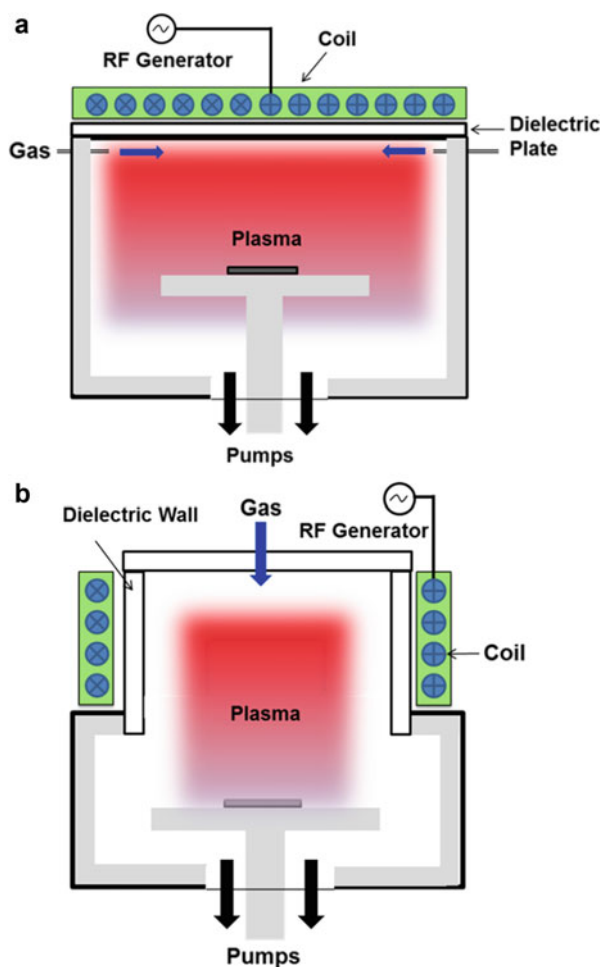 a
RF Generator
Coil
Gas
Dielectric
Plate
Plasma
Pumps
b
Dielectric Wall
Gas
RF Generator
Coil
Plasma
Pumps